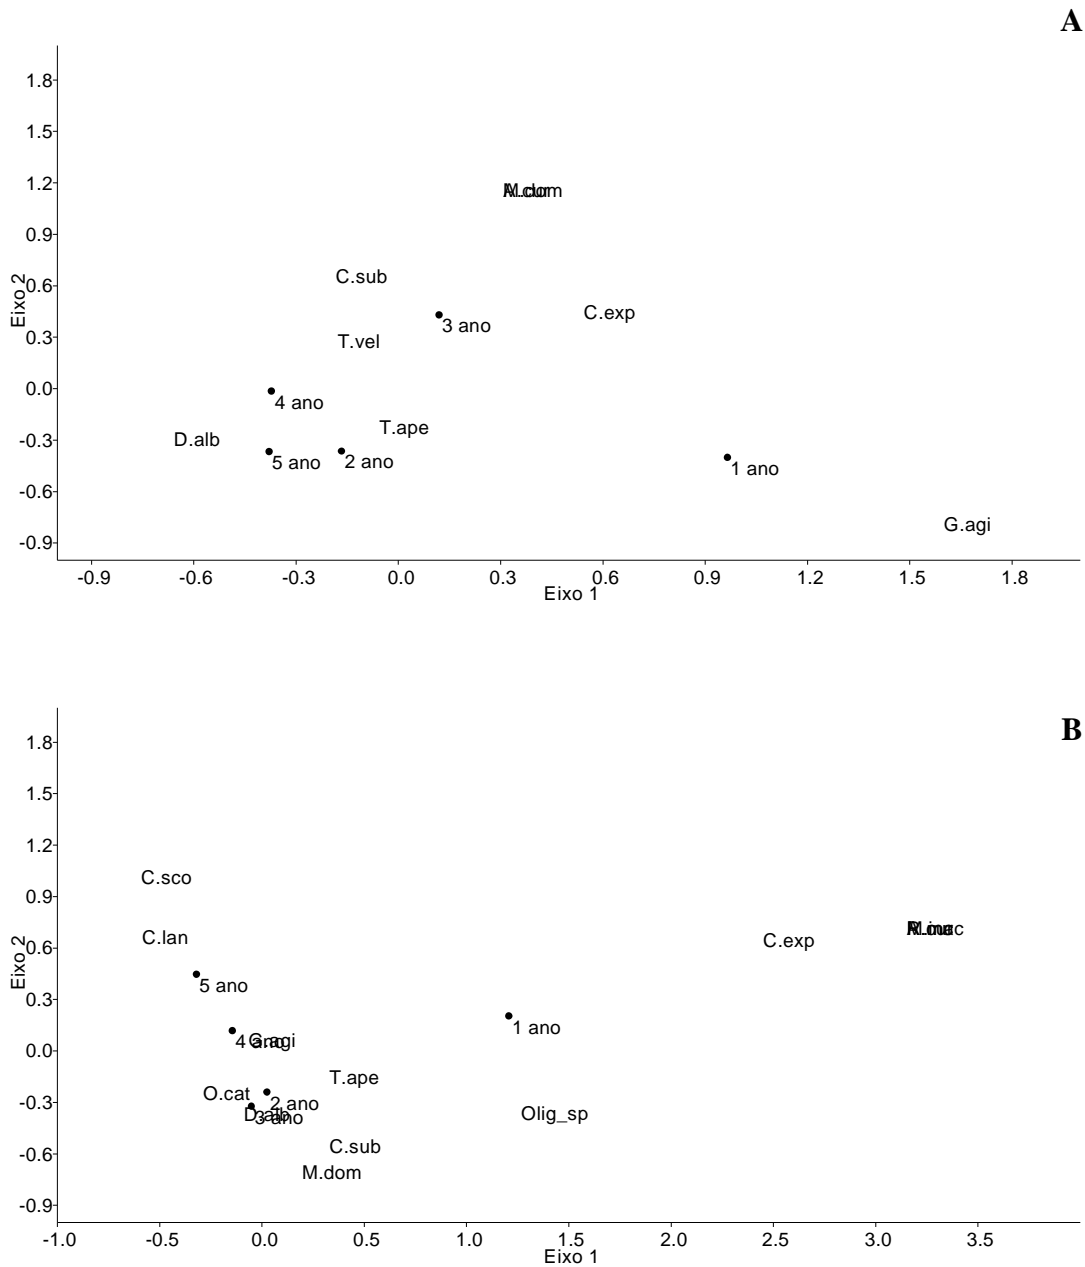 A
1.8
1.5
1.2
M.dom
0.9
C.sub
0.6
Eixo 2
C.exp
3 ano
0.3
T.vel
0.0
4 ano
T.ape
-0.3
D.alb
5 ano
2 ano
1 ano
-0.6
G.agi
-0.9
-0.9 -0.6 -0.3 0.0 0.3 0.6 0.9 1.2 1.5 1.8
Eixo 1
B
1.8
1.5
1.2
C.sco
0.9
C.lan
C.exp
0.6
Eixo 2
5 ano
0.3
1 ano
4 ano
G.agi
0.0
T.ape
O.cat
-0.3
2 ano
D.alb
3 ano
Olig_sp
C.sub
-0.6
M.dom
-0.9
-1.0 -0.5 0.0 0.5 1.0 1.5 2.0 2.5 3.0 3.5
Eixo 1